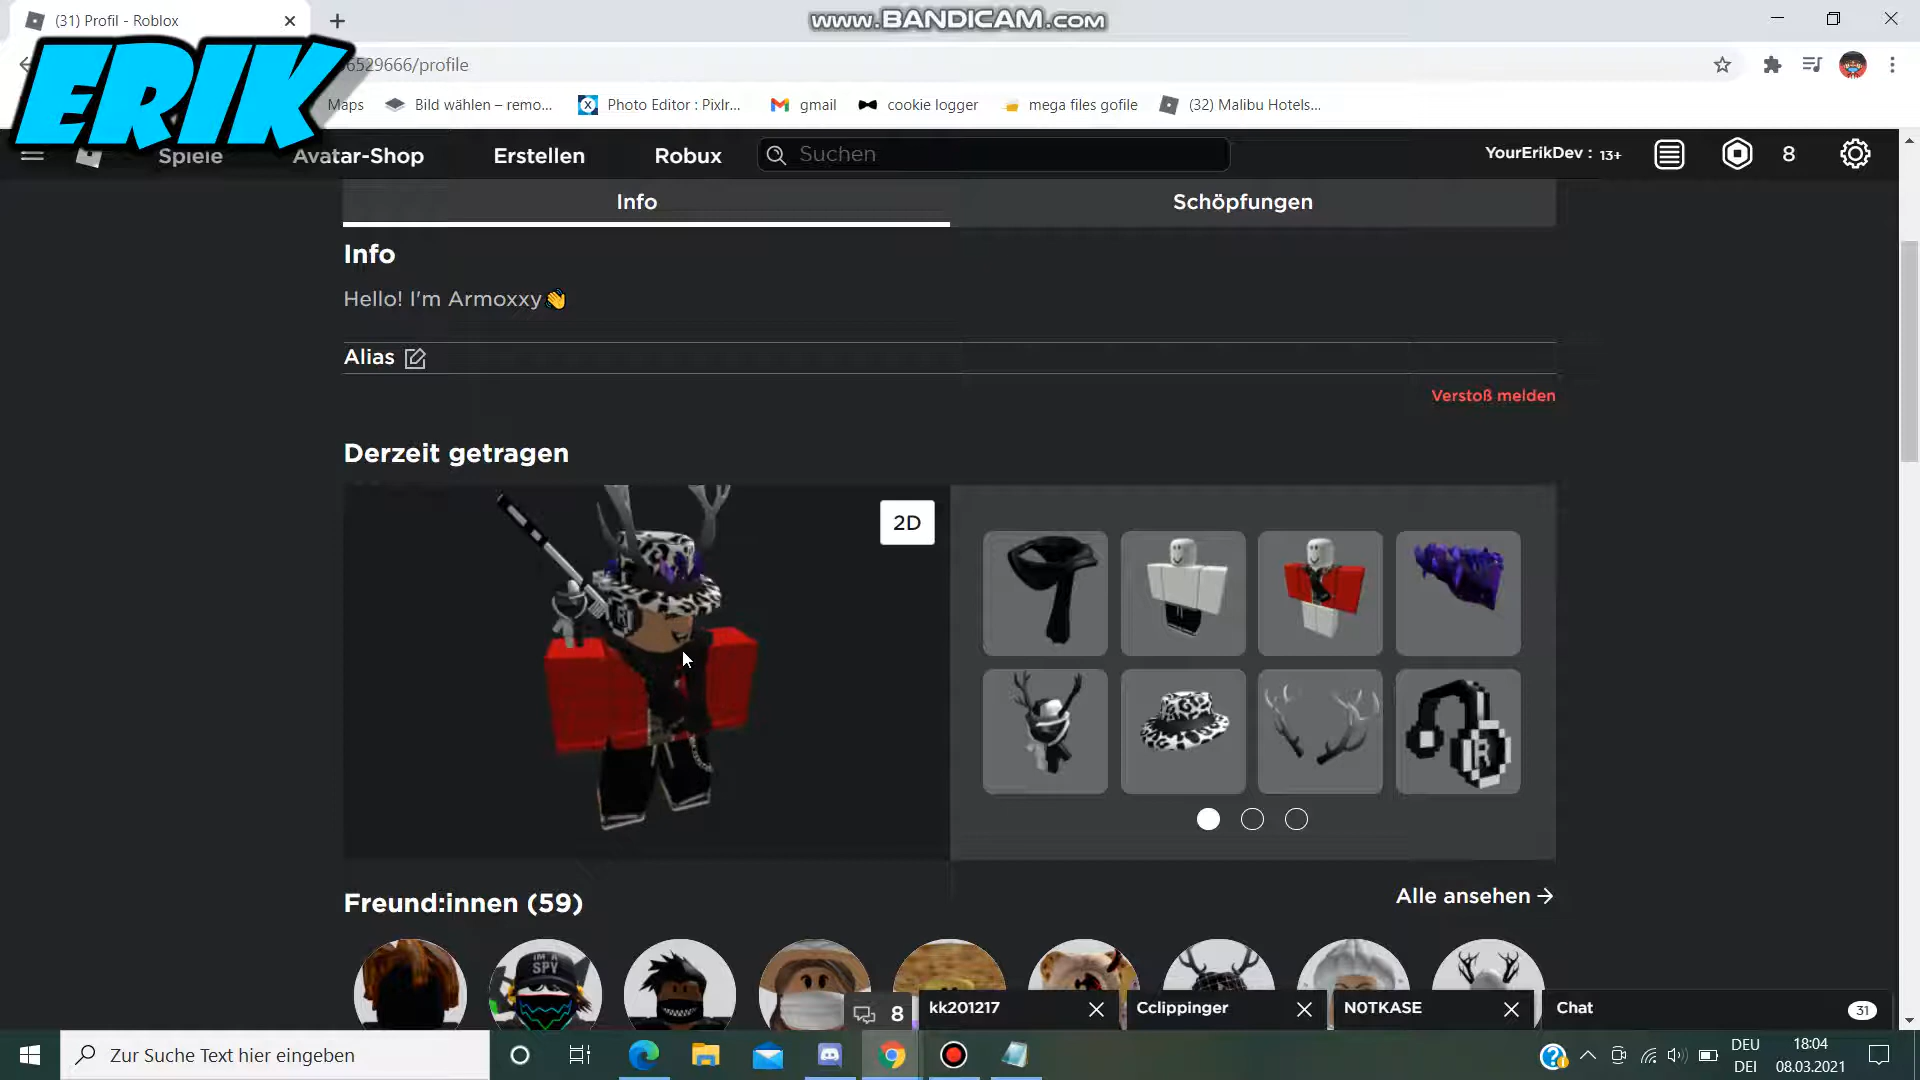 (31) Profil - Roblox
www.BANDICAM.com
ERIK
6529666/profile
Maps
Bild wählen – remo...
Photo Editor : Pixlr...
gmail
cookie logger
mega files gofile
(32) Malibu Hotels...
Spiele
Avatar-Shop
Erstellen
Robux
Suchen
YourErikDev : 13+
8
Info
Schöpfungen
Info
Hello! I'm Armoxxy👋
Alias
Verstoß melden
Derzeit getragen
2D
Freund:innen (59)
Alle ansehen
IM A
SPY
8
kk201217
Cclippinger
N0TKASE
Chat
31
Zur Suche Text hier eingeben
DEU
DEI
18:04
08.03.2021